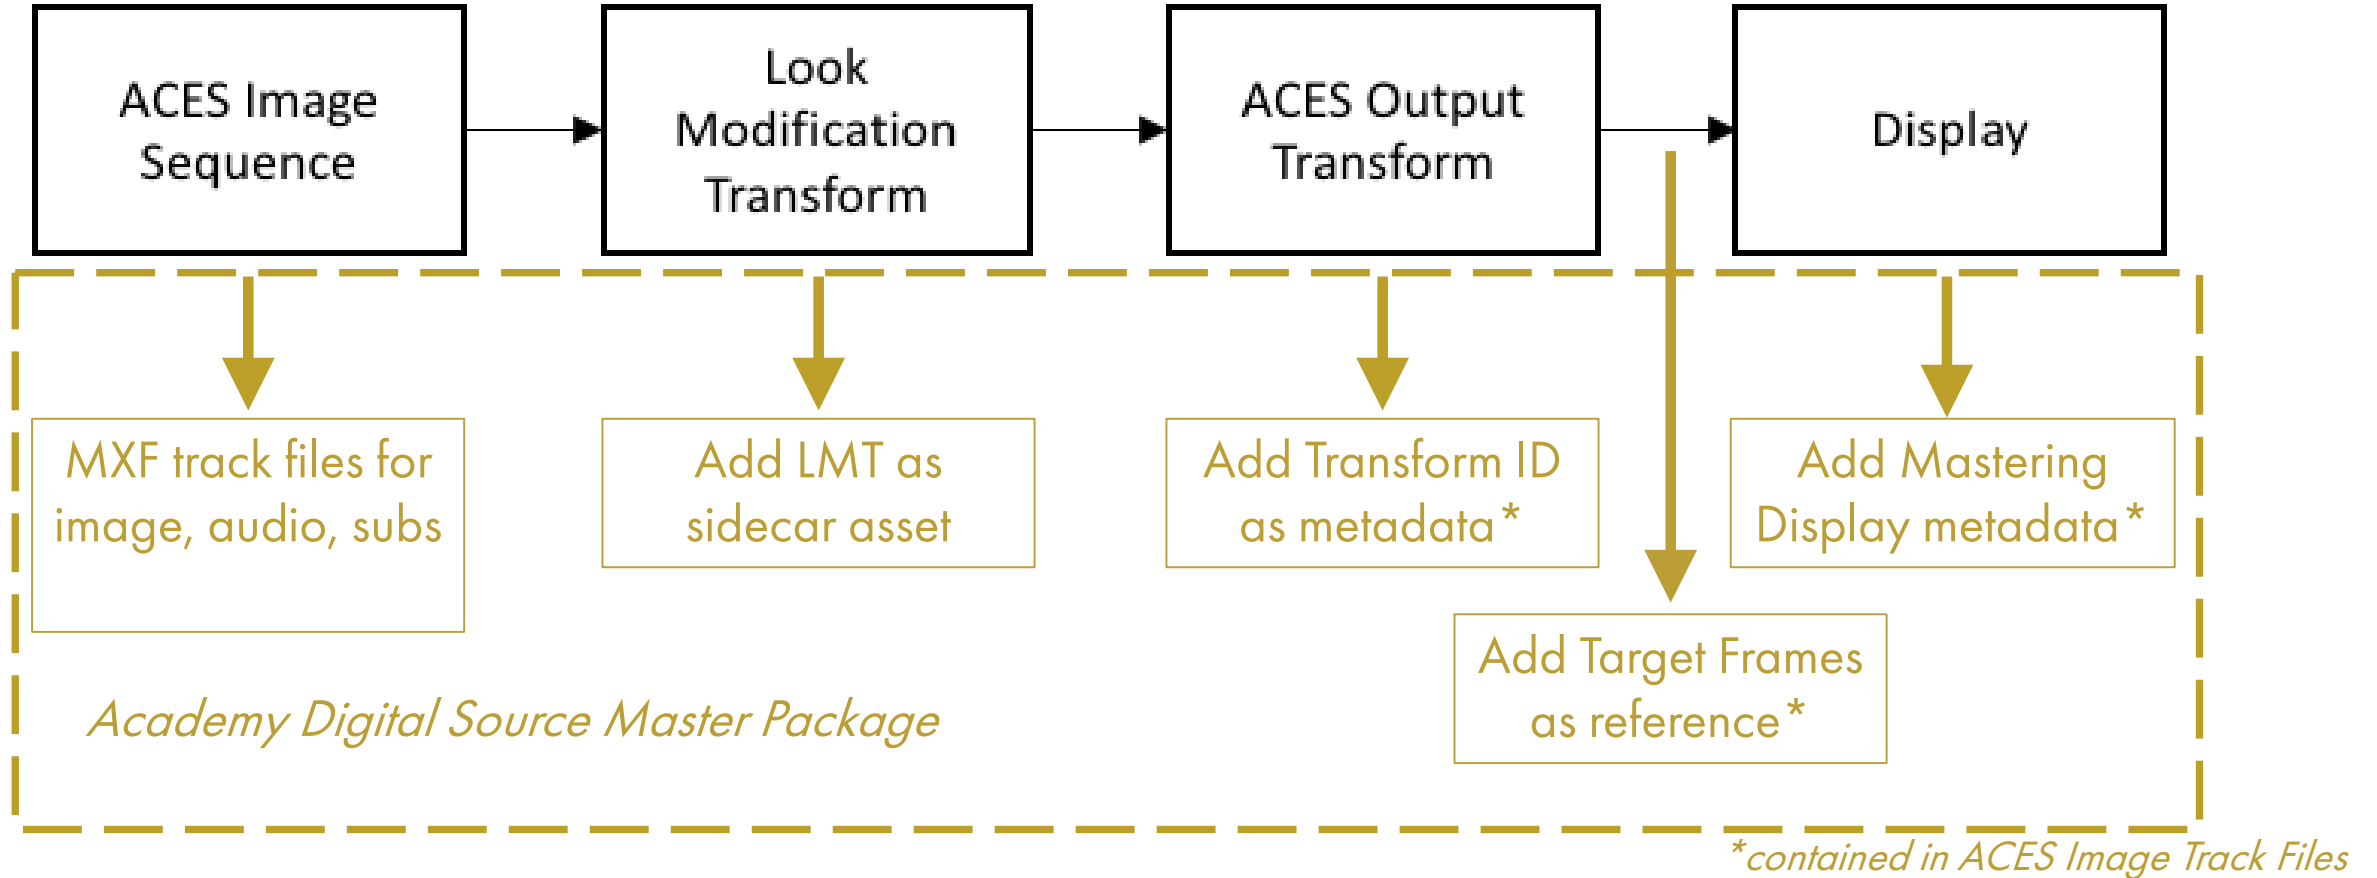 ACES Image
Sequence
Look
Modification
Transform
ACES Output
Transform
Display
MXF track files for
image, audio, subs
Add LMT as
sidecar asset
Add Transform ID
as metadata*
Add Mastering
Display metadata*
Add Target Frames
as reference*
Academy Digital Source Master Package
*contained in ACES Image Track Files